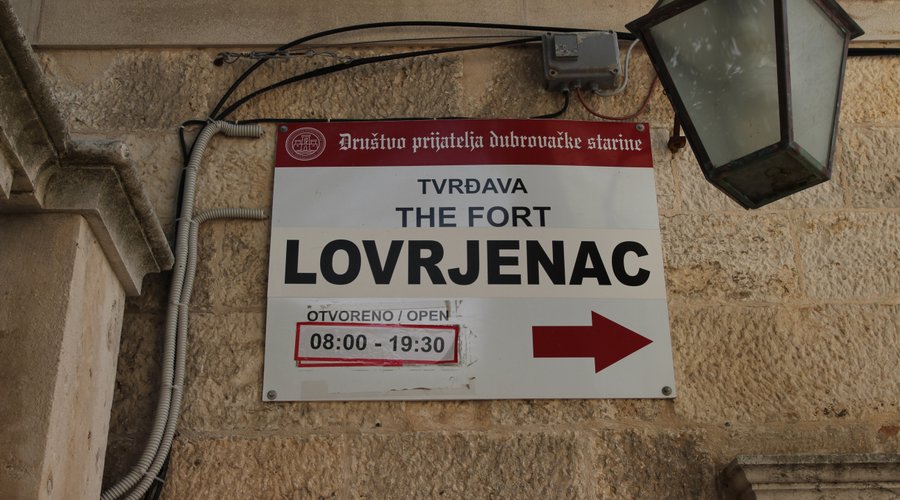 Društvo prijatelja dubrovačke starine
TVRĐAVA
THE FORT
LOVRJENAC
OTVORENO / OPEN
08:00 - 19:30